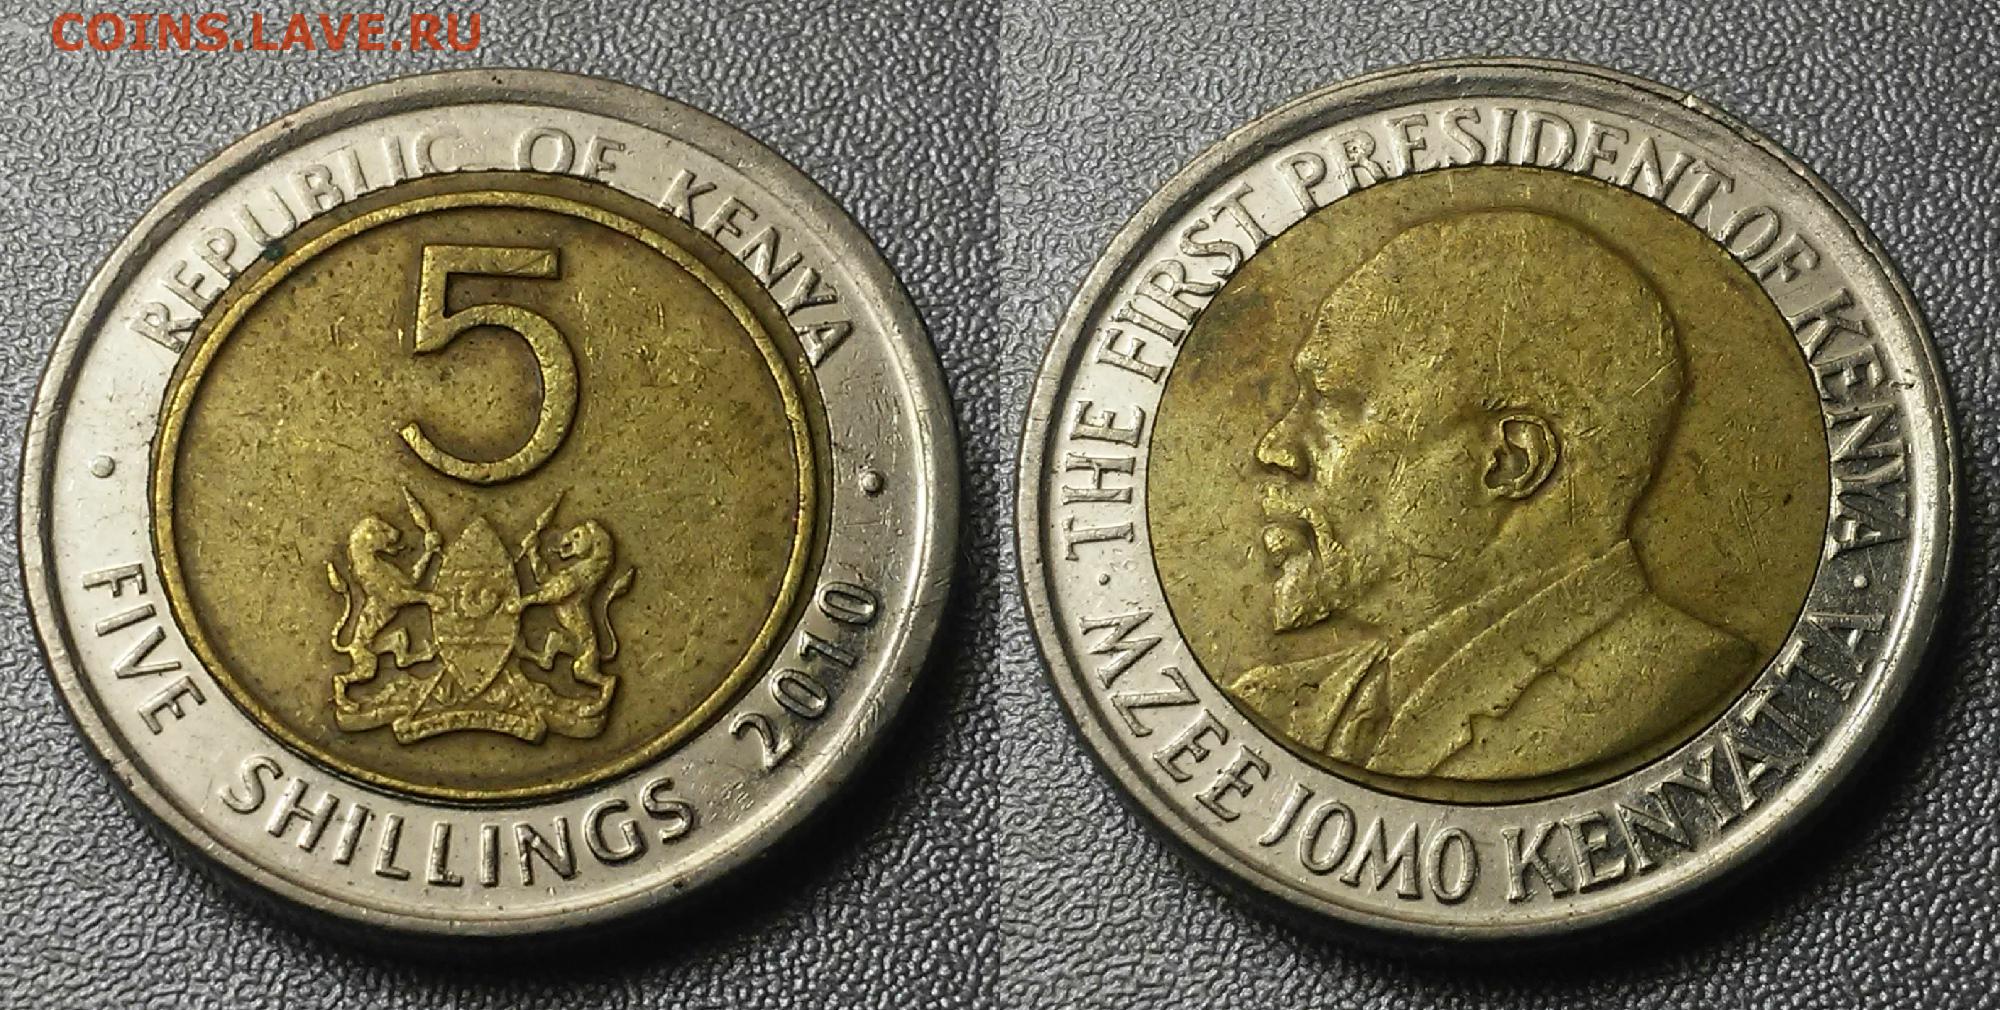 COINS.LAVE.RU
REPUBLIC OF KENYA
5
FIVE SHILLINGS 2010
· THE FIRST PRESIDENT OF KENYA ·
MZEE JOMO KENYATTA